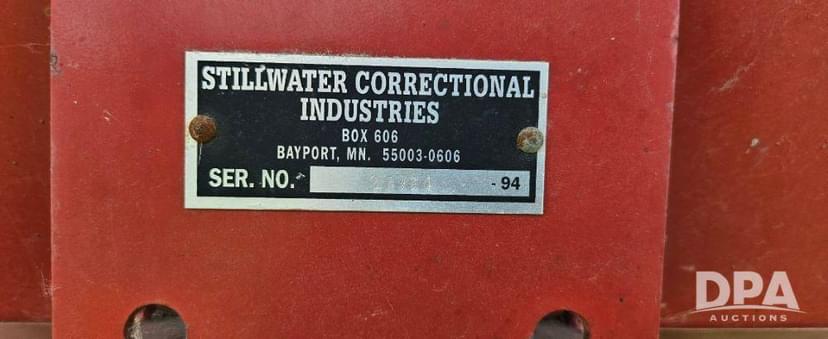 STILLWATER CORRECTIONAL
INDUSTRIES
BOX 606
BAYPORT, MN. 55003-0606
SER. NO. - 94
DPA
AUCTIONS